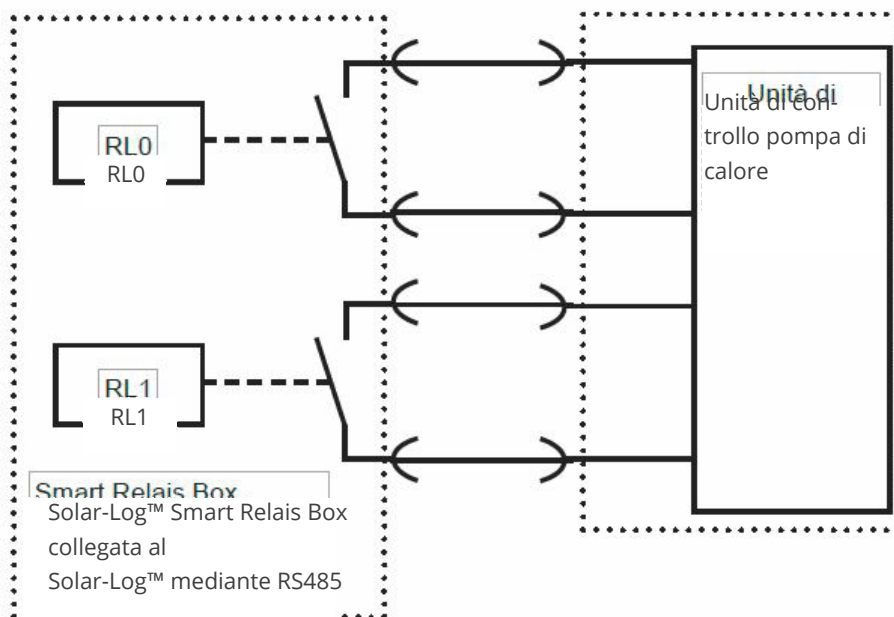 RL0
RL0
Unità di
Unità di con-
trollo pompa di
calore
RL1
RL1
Smart Relais Box
Solar-Log™ Smart Relais Box
collegata al
Solar-Log™ mediante RS485